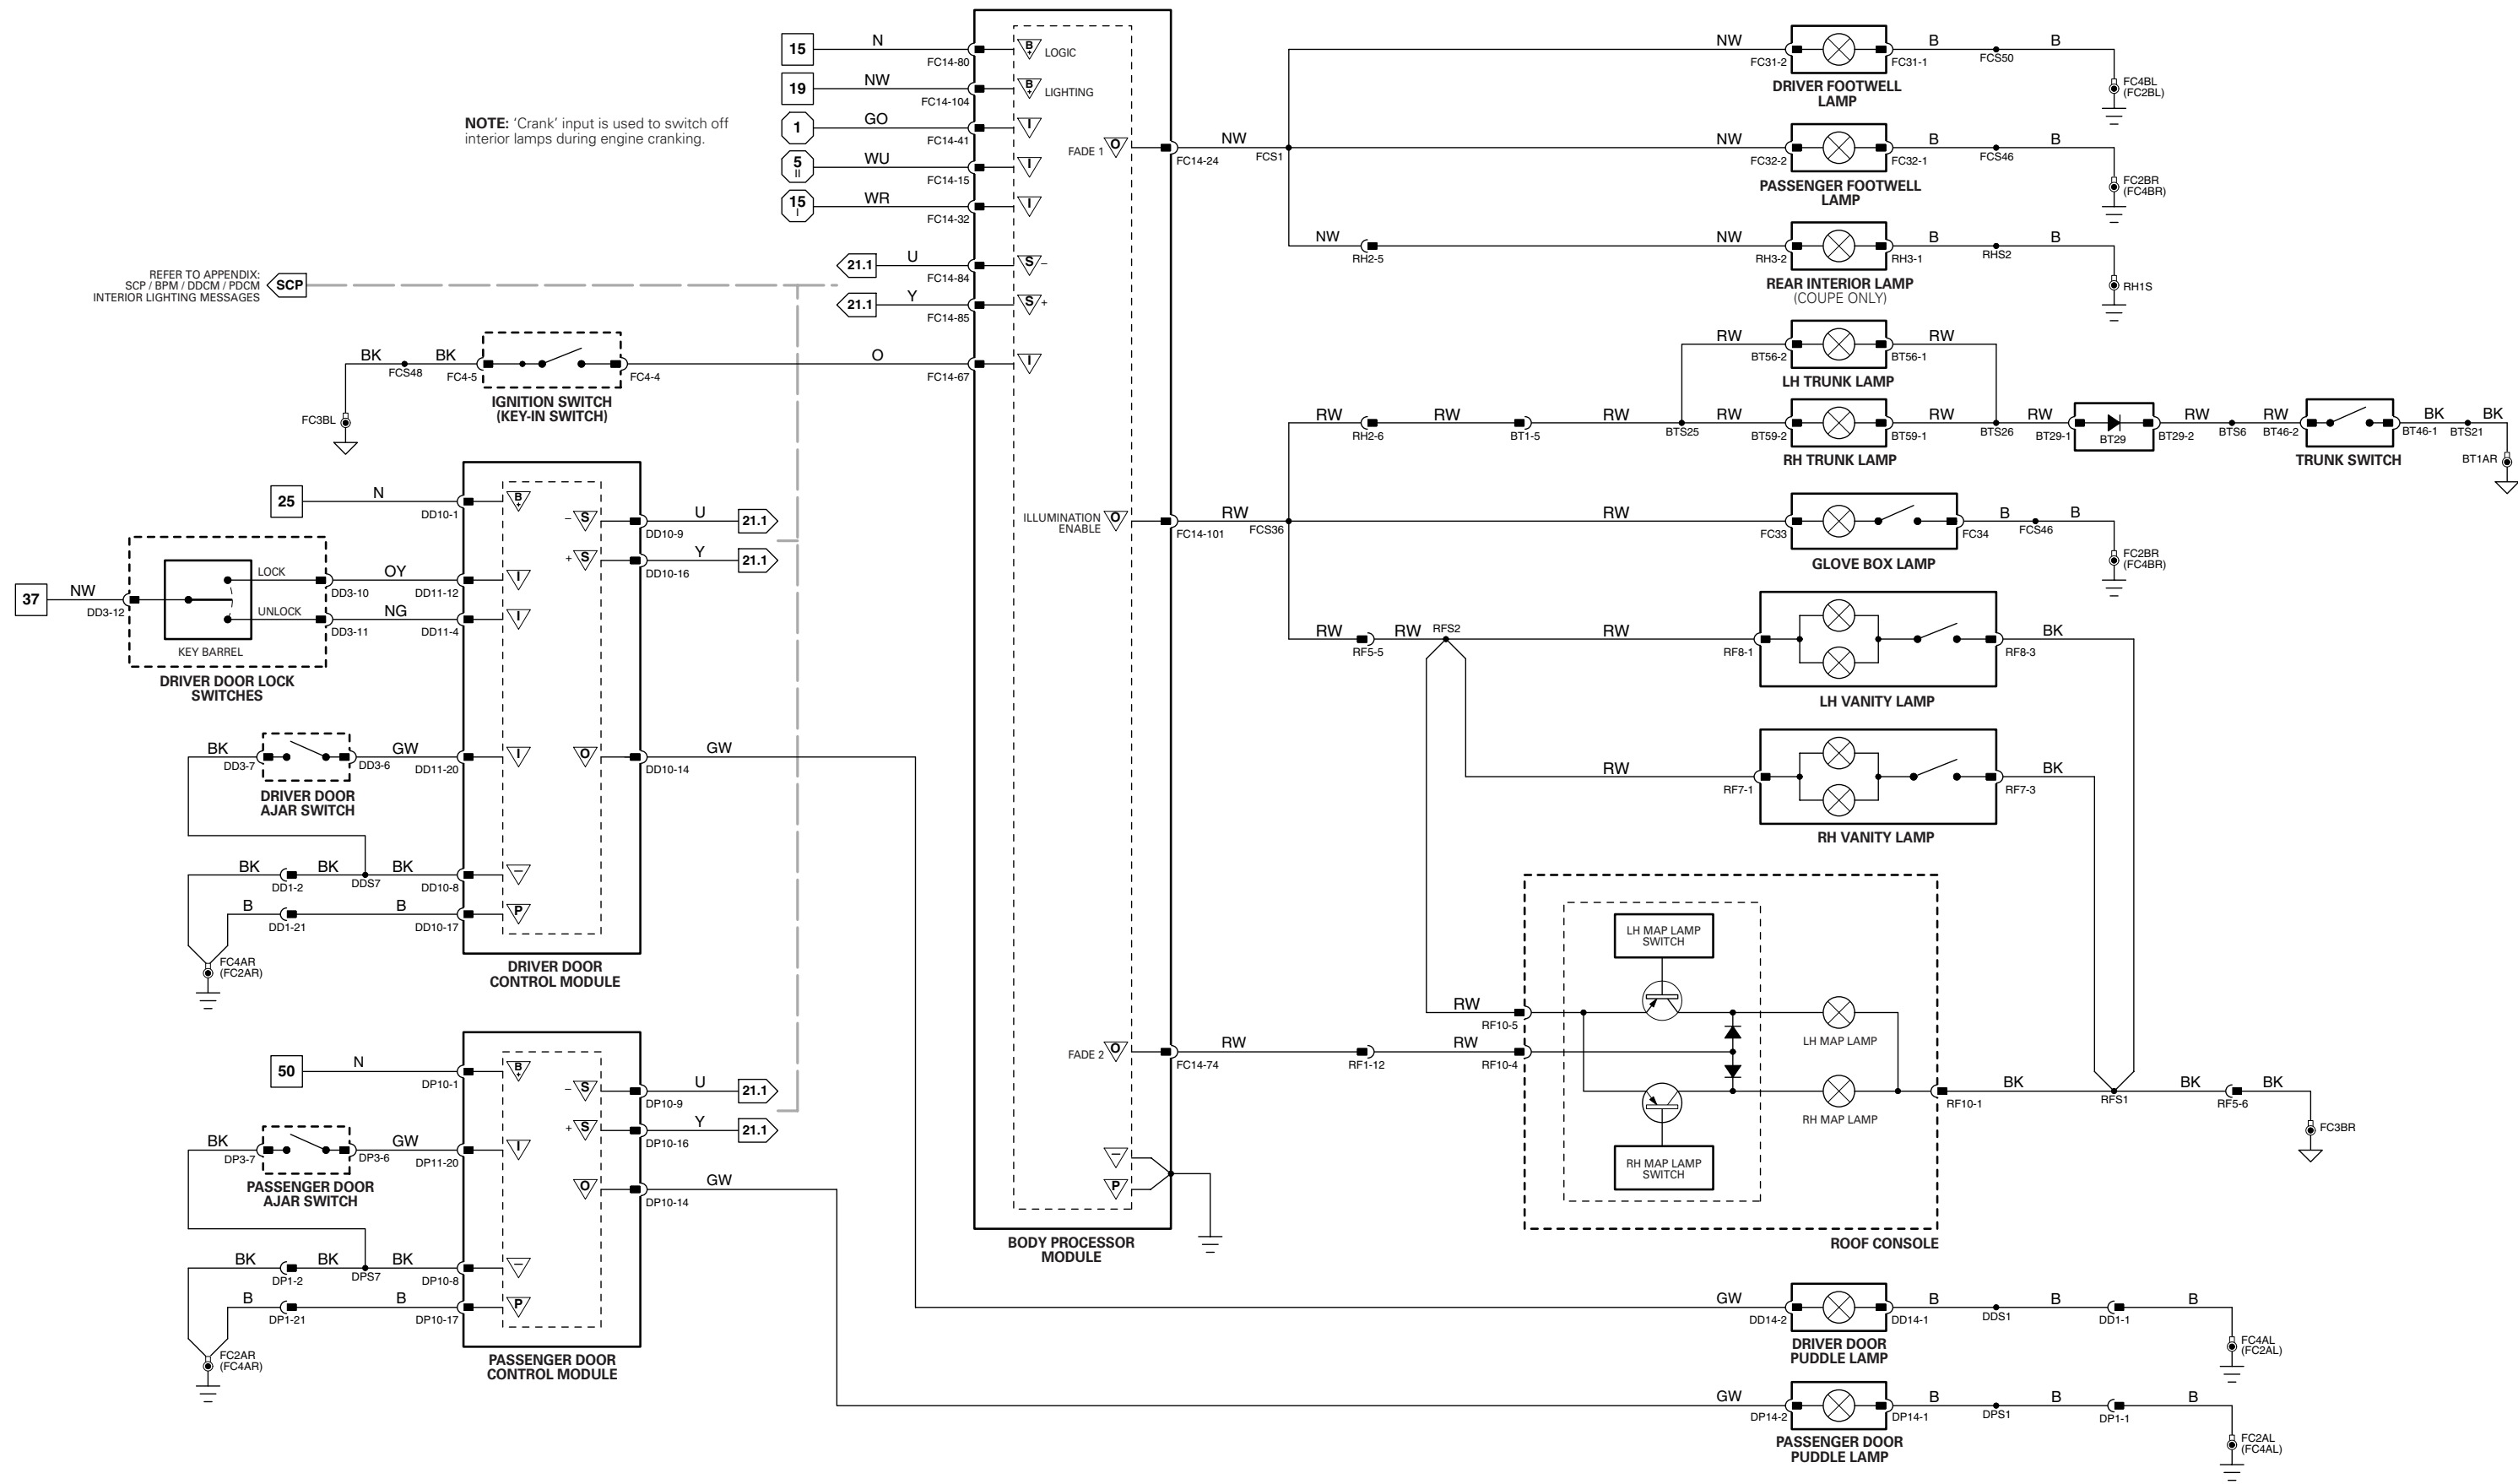 15
N
FC14-80
B+
LOGIC
19
NW
FC14-104
B+
LIGHTING
NOTE: ‘Crank’ input is used to switch off
interior lamps during engine cranking.
1
GO
FC14-41
I
5
II
WU
FC14-15
I
15
I
WR
FC14-32
I
21.1
U
FC14-84
S –
21.1
Y
FC14-85
S +
REFER TO APPENDIX:
SCP / BPM / DDCM / PDCM
INTERIOR LIGHTING MESSAGES
SCP
BK
FCS48
BK
FC4-5
FC4-4
O
FC14-67
I
IGNITION SWITCH
(KEY-IN SWITCH)
FC3BL
25
N
DD10-1
B+
– S
DD10-9
U
21.1
+ S
DD10-16
Y
21.1
37
NW
DD3-12
LOCK
DD3-10
OY
DD11-12
I
UNLOCK
DD3-11
NG
DD11-4
I
KEY BARREL
DRIVER DOOR LOCK
SWITCHES
BK
DD3-7
DD3-6
GW
DD11-20
I
O
DD10-14
GW
DRIVER DOOR
AJAR SWITCH
BK
DD1-2
BK
DDS7
BK
DD10-8
–
B
DD1-21
B
DD10-17
P
FC4AR
(FC2AR)
DRIVER DOOR
CONTROL MODULE
50
N
DP10-1
B+
– S
DP10-9
U
21.1
+ S
DP10-16
Y
21.1
BK
DP3-7
DP3-6
GW
DP11-20
I
O
DP10-14
GW
PASSENGER DOOR
AJAR SWITCH
BK
DP1-2
BK
DPS7
BK
DP10-8
–
B
DP1-21
B
DP10-17
P
FC2AR
(FC4AR)
PASSENGER DOOR
CONTROL MODULE
FADE 1
O
FC14-24
NW
FCS1
ILLUMINATION
ENABLE
O
FC14-101
RW
FCS36
FADE 2
O
FC14-74
RW
RF1-12
RW
RF10-4
–
P
BODY PROCESSOR
MODULE
NW
FC31-2
FC31-1
B
FCS50
B
FC4BL
(FC2BL)
DRIVER FOOTWELL
LAMP
NW
FC32-2
FC32-1
B
FCS46
B
FC2BR
(FC4BR)
PASSENGER FOOTWELL
LAMP
NW
RH2-5
NW
RH3-2
RH3-1
B
RHS2
B
RH1S
REAR INTERIOR LAMP
(COUPE ONLY)
RW
BT56-2
BT56-1
RW
LH TRUNK LAMP
RW
RH2-6
RW
BT1-5
RW
BTS25
RW
BT59-2
BT59-1
RW
BTS26
RW
BT29-1
BT29
BT29-2
RW
BTS6
RW
BT46-2
BT46-1
BK
BTS21
BK
BT1AR
RH TRUNK LAMP
TRUNK SWITCH
RW
FC33
FC34
B
FCS46
B
FC2BR
(FC4BR)
GLOVE BOX LAMP
RW
RF5-5
RW
RFS2
RW
RF8-1
RF8-3
BK
LH VANITY LAMP
RW
RF7-1
RF7-3
BK
RH VANITY LAMP
LH MAP LAMP
SWITCH
RW
RF10-5
LH MAP LAMP
RH MAP LAMP
RF10-1
BK
RFS1
BK
RF5-6
BK
FC3BR
RH MAP LAMP
SWITCH
ROOF CONSOLE
GW
DD14-2
DD14-1
B
DDS1
B
DD1-1
B
FC4AL
(FC2AL)
DRIVER DOOR
PUDDLE LAMP
GW
DP14-2
DP14-1
B
DPS1
B
DP1-1
B
FC2AL
(FC4AL)
PASSENGER DOOR
PUDDLE LAMP